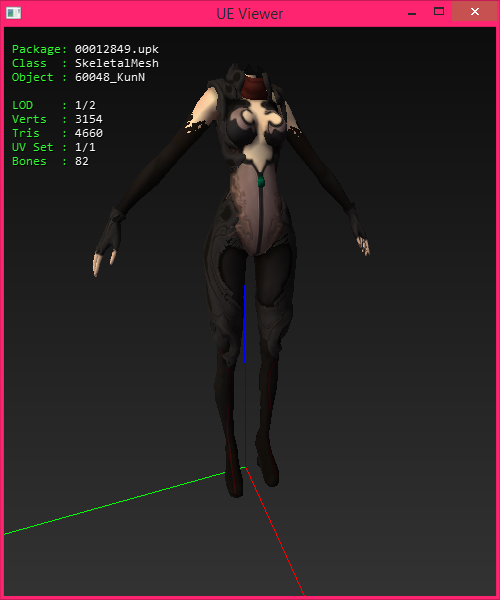 UE Viewer
Package: 00012849.upk
Class : SkeletalMesh
Object : 60048_KunN
LOD : 1/2
Verts : 3154
Tris : 4660
UV Set : 1/1
Bones : 82